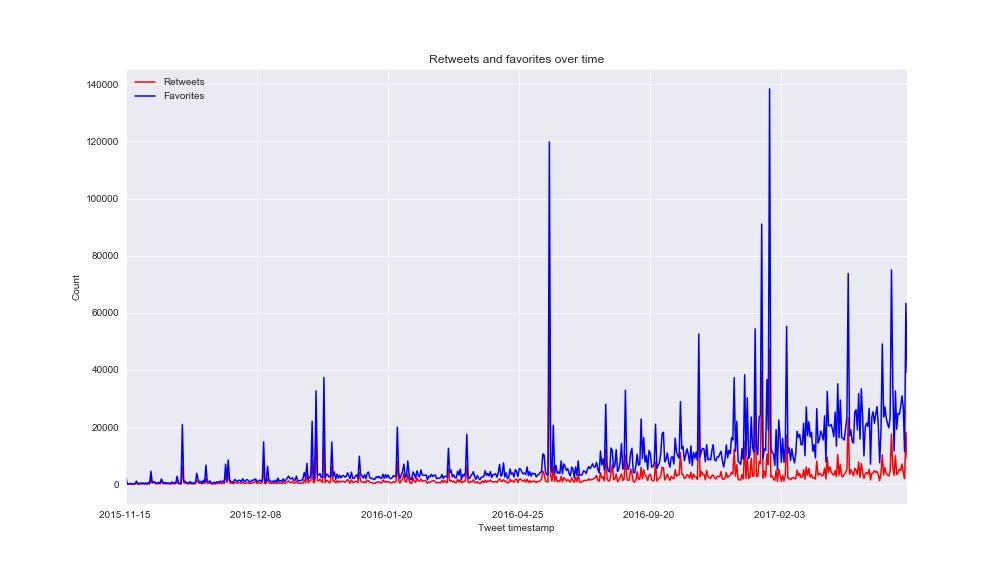 Retweets and favorites over time
Retweets
Favorites
140000
120000
100000
80000
60000
40000
20000
0
Count
2015-11-15
2015-12-08
2016-01-20
2016-04-25
2016-09-20
2017-02-03
Tweet timestamp